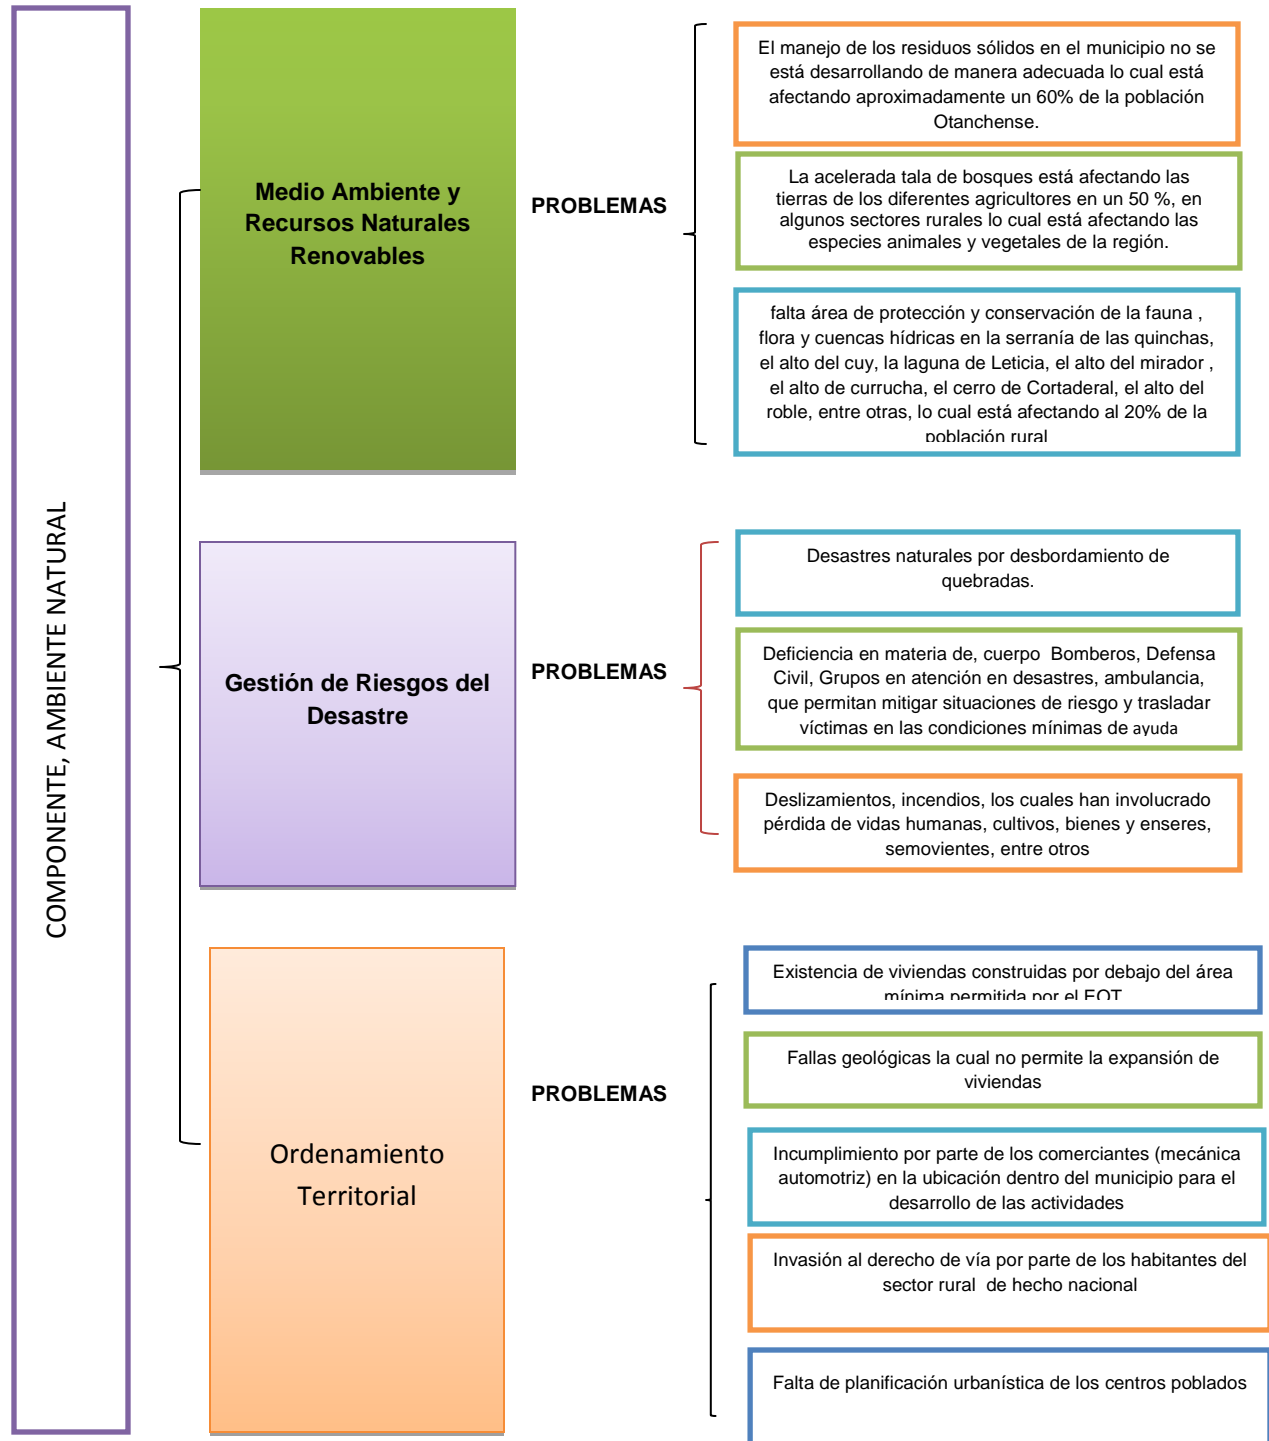 COMPONENTE, AMBIENTE NATURAL
Medio Ambiente y
Recursos Naturales
Renovables
PROBLEMAS
El manejo de los residuos sólidos en el municipio no se
está desarrollando de manera adecuada lo cual está
afectando aproximadamente un 60% de la población
Otanchense.
La acelerada tala de bosques está afectando las
tierras de los diferentes agricultores en un 50 %, en
algunos sectores rurales lo cual está afectando las
especies animales y vegetales de la región.
falta área de protección y conservación de la fauna ,
flora y cuencas hídricas en la serranía de las quinchas,
el alto del cuy, la laguna de Leticia, el alto del mirador ,
el alto de currucha, el cerro de Cortaderal, el alto del
roble, entre otras, lo cual está afectando al 20% de la
población rural
Gestión de Riesgos del
Desastre
PROBLEMAS
Desastres naturales por desbordamiento de
quebradas.
Deficiencia en materia de, cuerpo Bomberos, Defensa
Civil, Grupos en atención en desastres, ambulancia,
que permitan mitigar situaciones de riesgo y trasladar
víctimas en las condiciones mínimas de ayuda
Deslizamientos, incendios, los cuales han involucrado
pérdida de vidas humanas, cultivos, bienes y enseres,
semovientes, entre otros
Ordenamiento
Territorial
PROBLEMAS
Existencia de viviendas construidas por debajo del área
mínima permitida por el EOT
Fallas geológicas la cual no permite la expansión de
viviendas
Incumplimiento por parte de los comerciantes (mecánica
automotriz) en la ubicación dentro del municipio para el
desarrollo de las actividades
Invasión al derecho de vía por parte de los habitantes del
sector rural de hecho nacional
Falta de planificación urbanística de los centros poblados